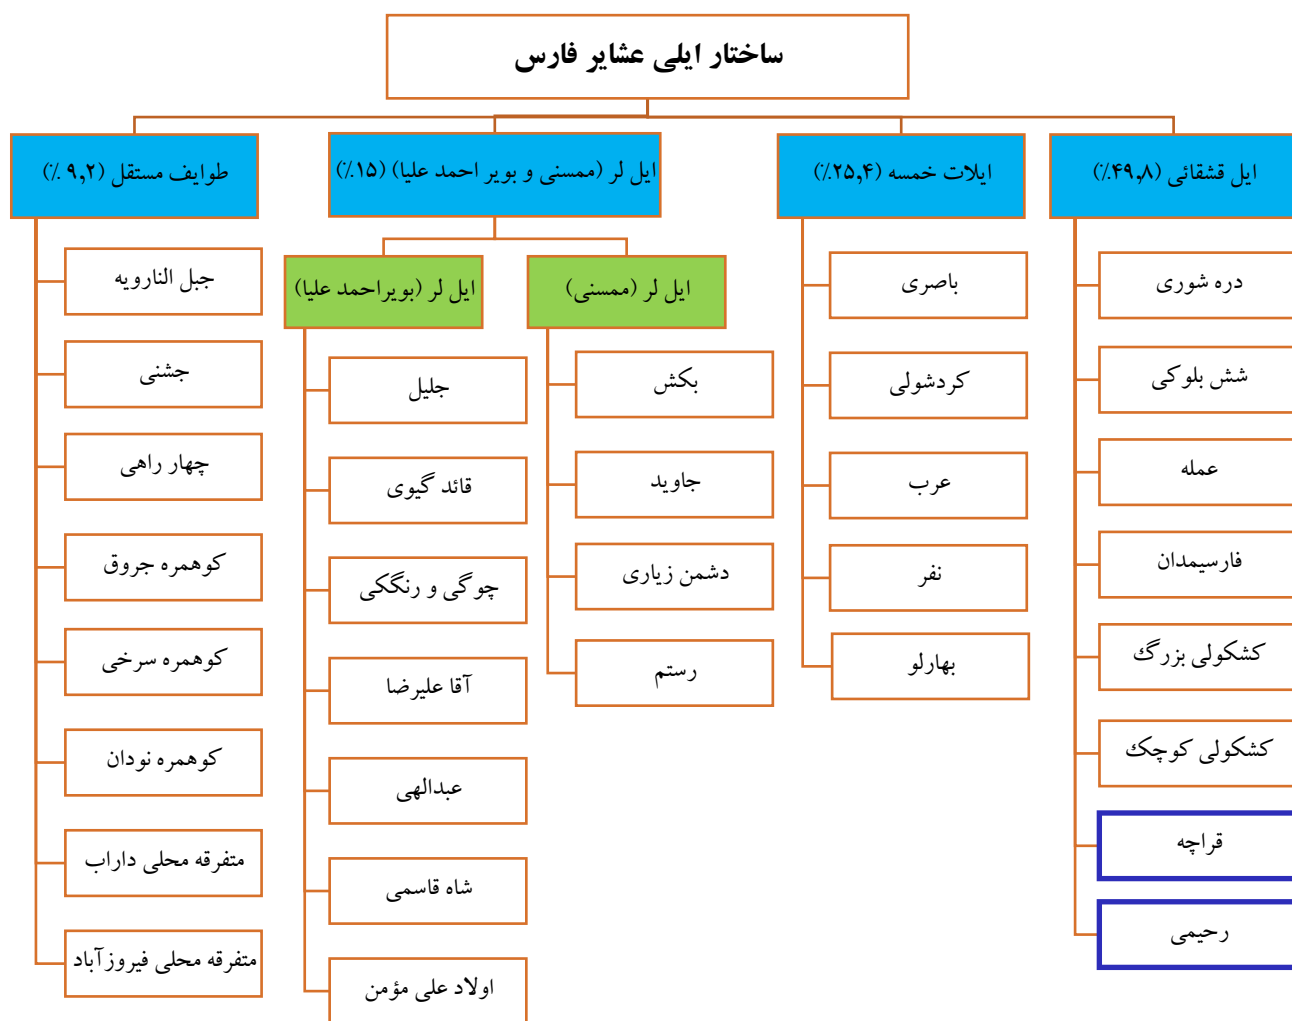 ساختار ایلی عشایر فارس
ایل قشقائی (۴۹,۸٪)
دره شوری
شش بلوکی
عمله
فارسیمدان
کشکولی بزرگ
کشکولی کوچک
قراچه
رحیمی
ایلات خمسه (۲۵,۴٪)
باصری
کردشولی
عرب
نفر
بهارلو
ایل لر (ممسنی و بویر احمد علیا) (۱۵٪)
ایل لر (ممسنی)
بکش
جاوید
دشمن زیاری
رستم
ایل لر (بویراحمد علیا)
جلیل
قائد گیوی
چوگی و رنگکی
آقا علیرضا
عبدالهی
شاه قاسمی
اولاد علی مؤمن
طوایف مستقل (۹,۲ ٪)
جبل النارویه
جشنی
چهار راهی
کوهمره جروق
کوهمره سرخی
کوهمره نودان
متفرقه محلی داراب
متفرقه محلی فیروزآباد